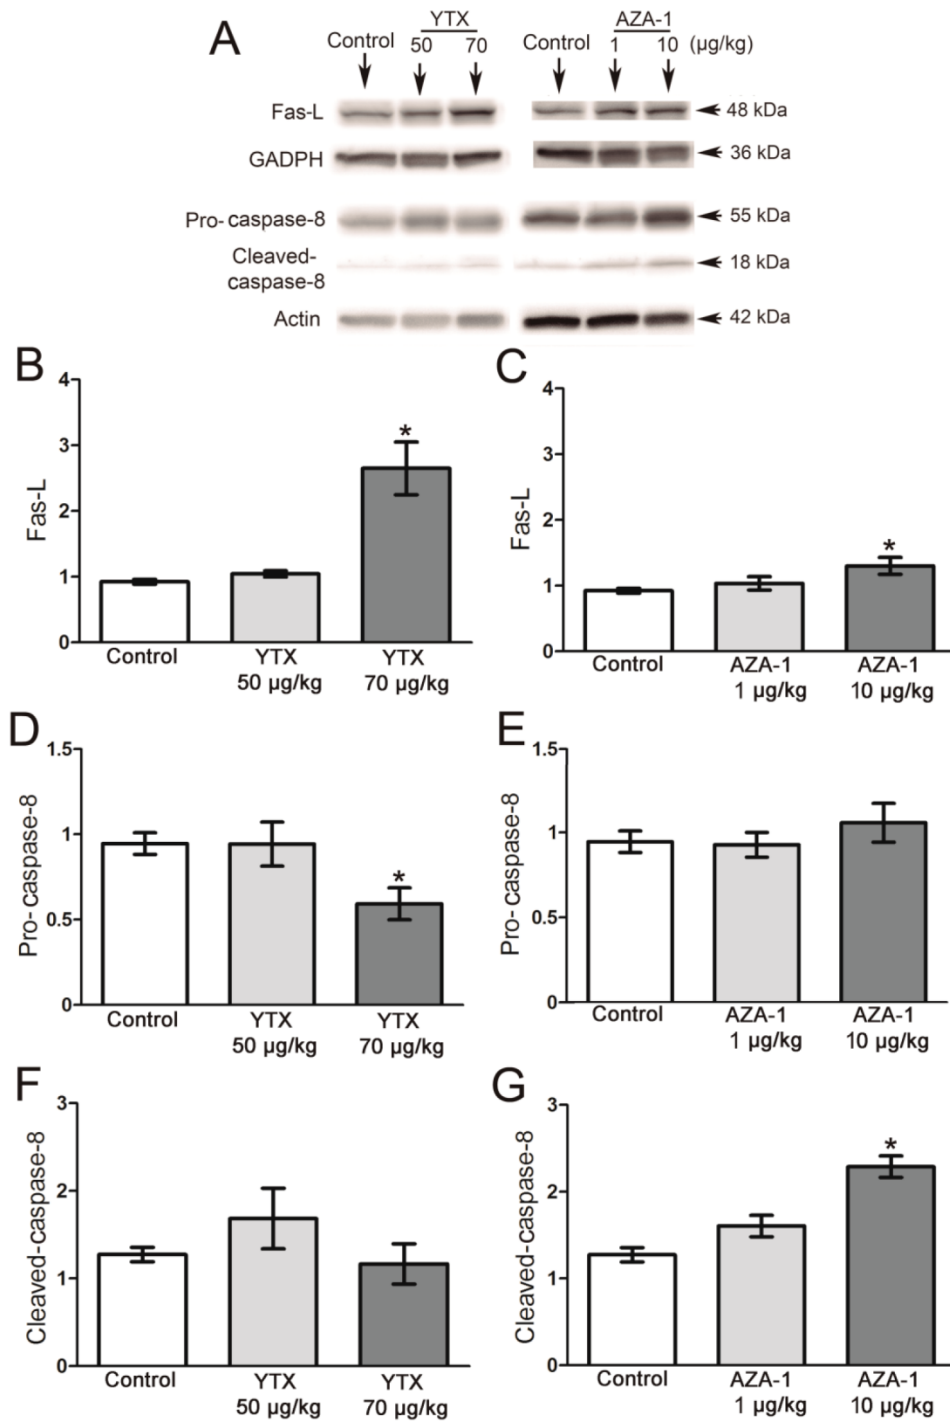 A
Control
YTX
50 70
Control
AZA-1
1 10 (µg/kg)
Fas-L
48 kDa
GADPH
36 kDa
Pro-caspase-8
55 kDa
Cleaved-
caspase-8
18 kDa
Actin
42 kDa
B
Fas-L
4
3
2
1
0
*
Control
YTX
50 µg/kg
YTX
70 µg/kg
C
Fas-L
4
3
2
1
0
*
Control
AZA-1
1 µg/kg
AZA-1
10 µg/kg
D
Pro-caspase-8
1.5
1
0.5
0
*
Control
YTX
50 µg/kg
YTX
70 µg/kg
E
Pro-caspase-8
1.5
1
0.5
0
Control
AZA-1
1 µg/kg
AZA-1
10 µg/kg
F
Cleaved-caspase-8
3
2
1
0
Control
YTX
50 µg/kg
YTX
70 µg/kg
G
Cleaved-caspase-8
3
2
1
0
*
Control
AZA-1
1 µg/kg
AZA-1
10 µg/kg